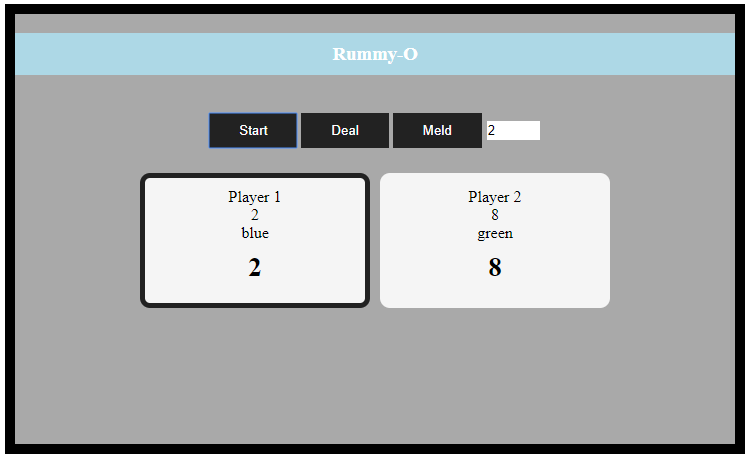 Rummy-O
Start Deal Meld 2
Player 1
2
blue
2
Player 2
8
green
8